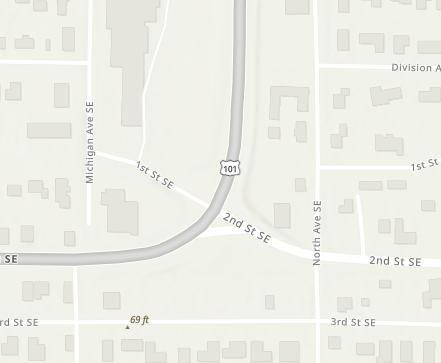 Division A
Michigan Ave SE
1st St SE
101
1st St
2nd St SE
North Ave SE
SE
2nd St SE
rd St SE
69 ft
3rd St SE